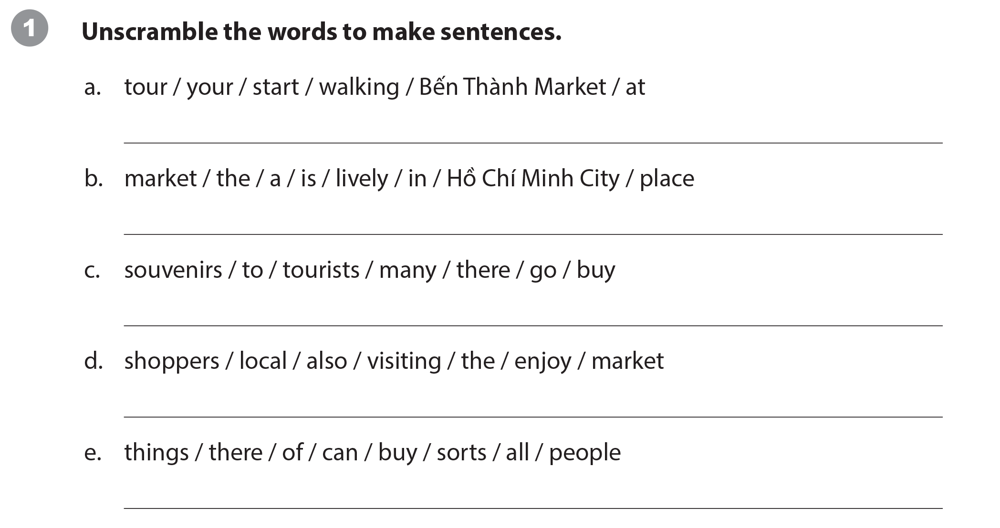 1 Unscramble the words to make sentences.
a. tour / your / start / walking / Bến Thành Market / at
b. market / the / a / is / lively / in / Hồ Chí Minh City / place
c. souvenirs / to / tourists / many / there / go / buy
d. shoppers / local / also / visiting / the / enjoy / market
e. things / there / of / can / buy / sorts / all / people